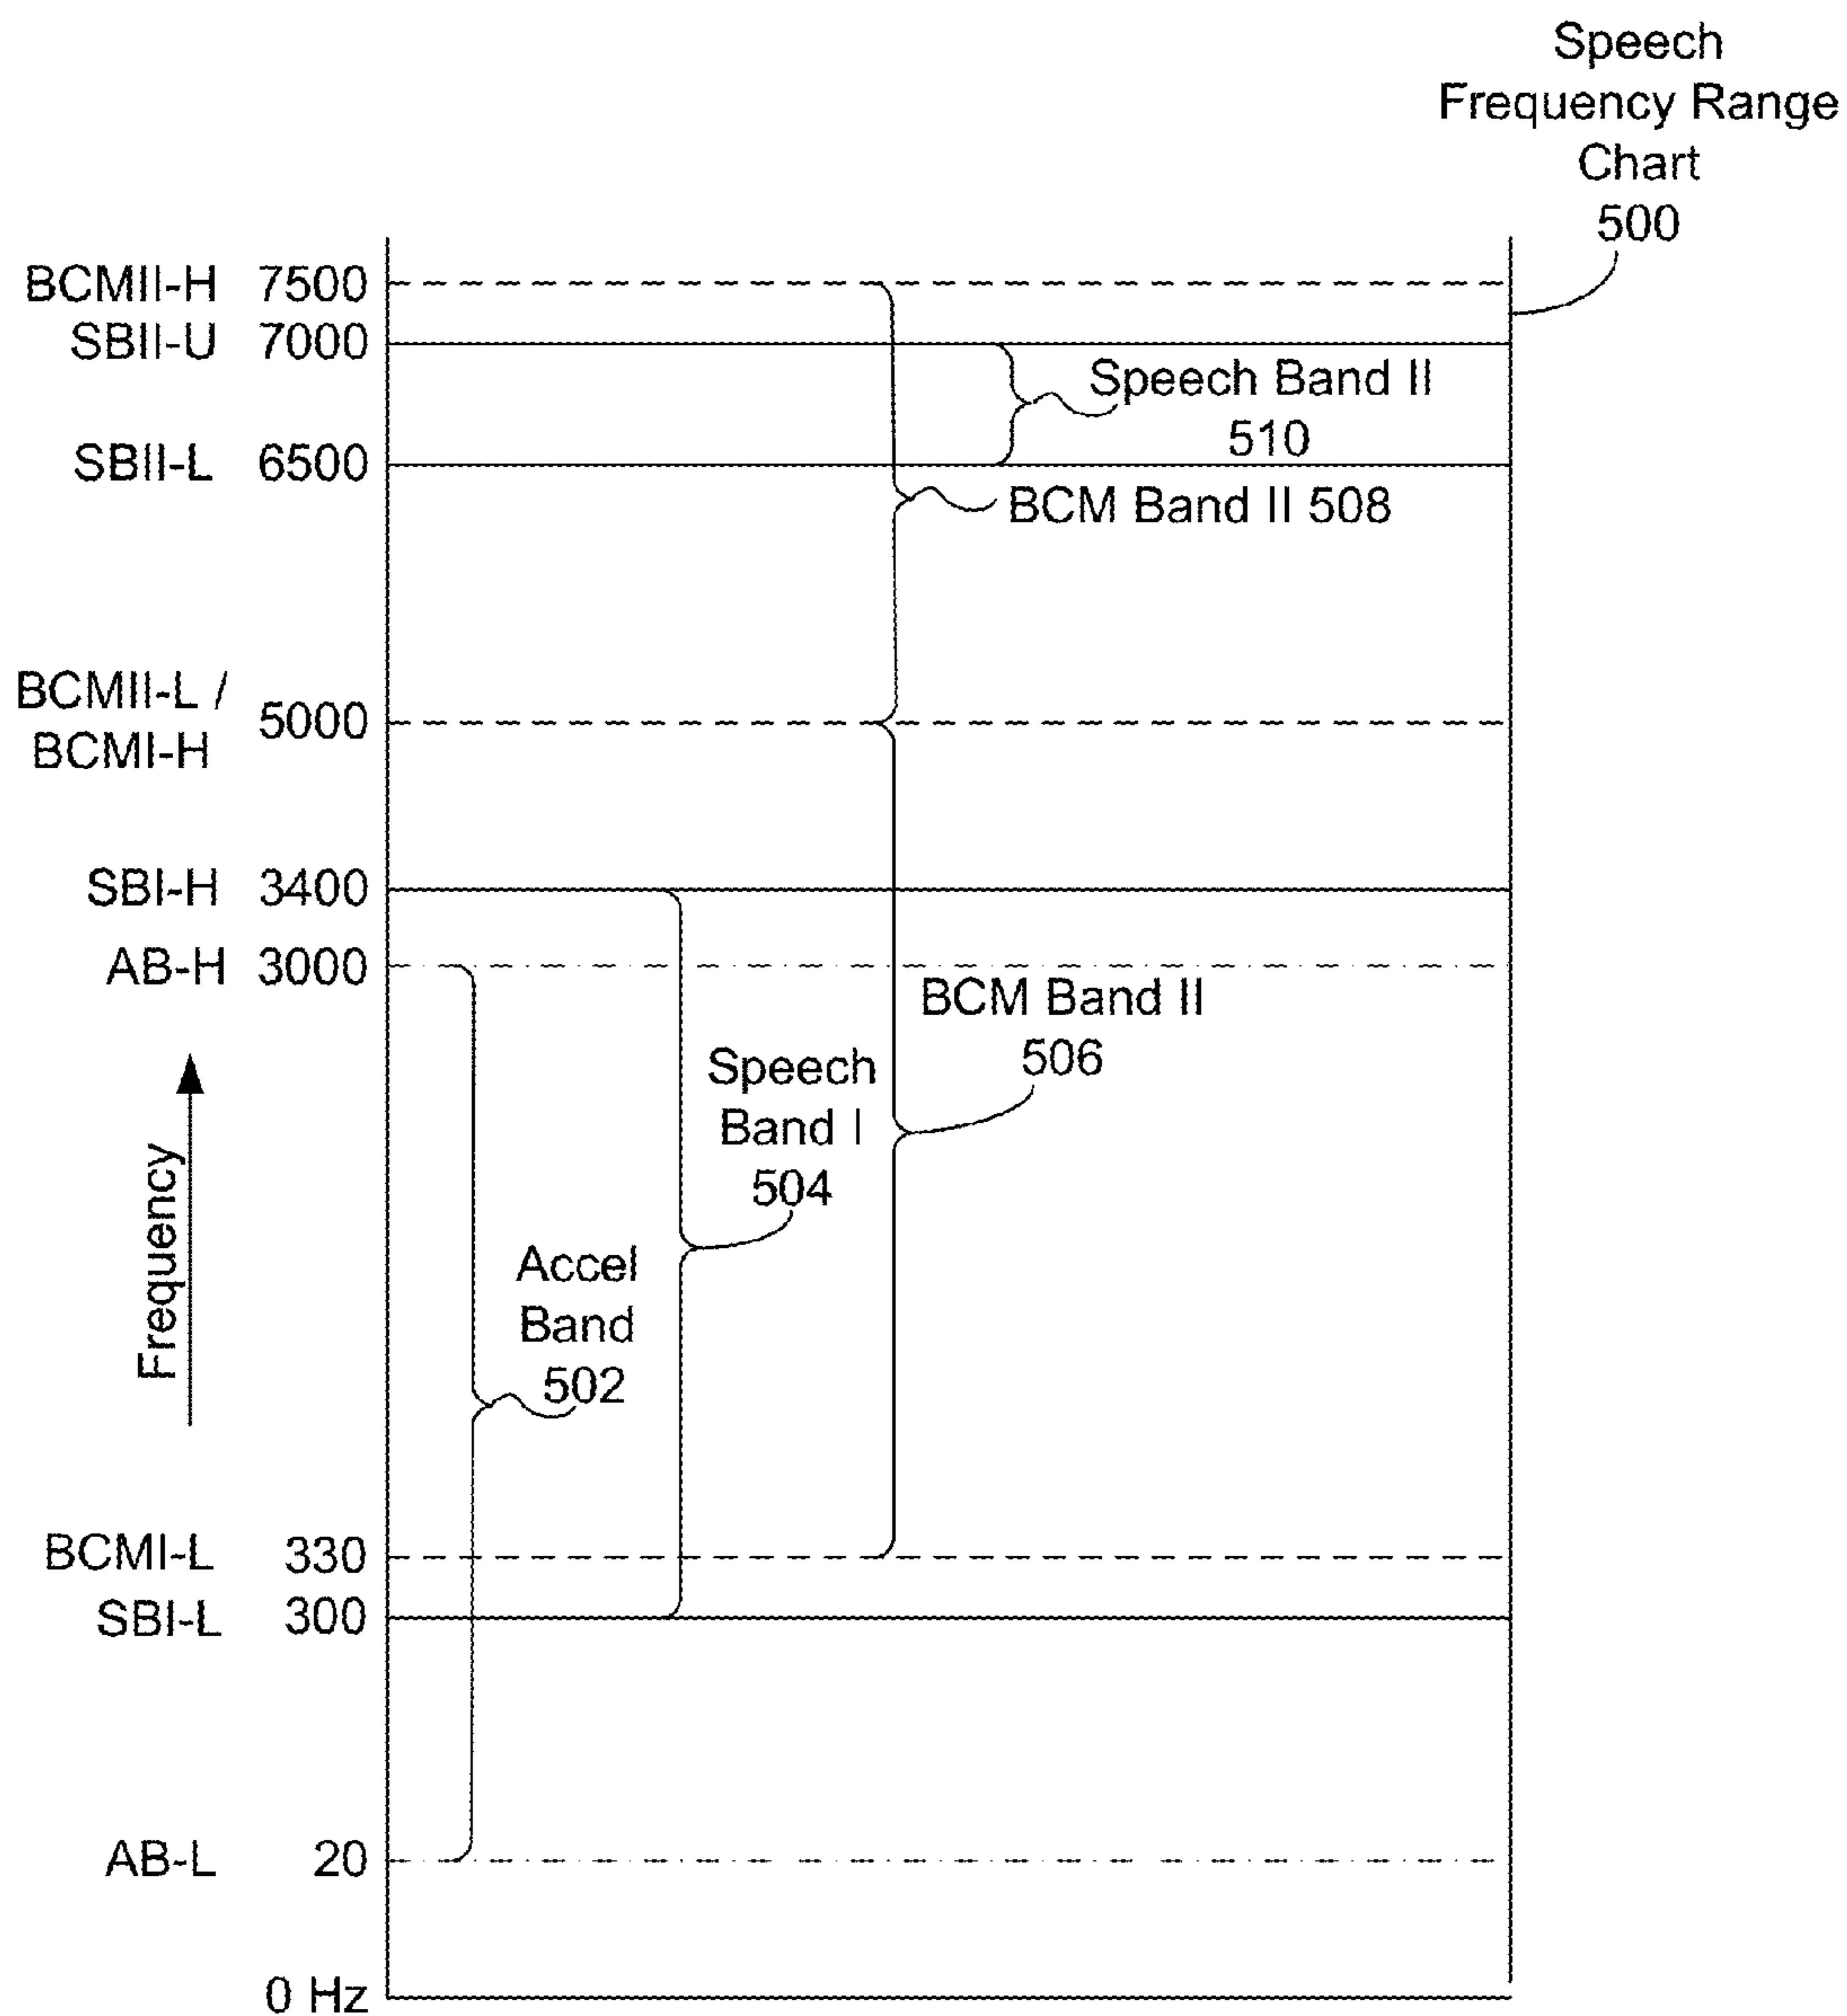 Speech
Frequency Range
Chart
500
BCMII-H 7500
SBII-U 7000
Speech Band II
510
SBII-L 6500
BCM Band II 508
BCMII-L /
BCMI-H
5000
SBI-H 3400
AB-H 3000
BCM Band II
506
Speech
Band I
504
Frequency
Accel
Band
502
BCMI-L 330
SBI-L 300
AB-L 20
0 Hz